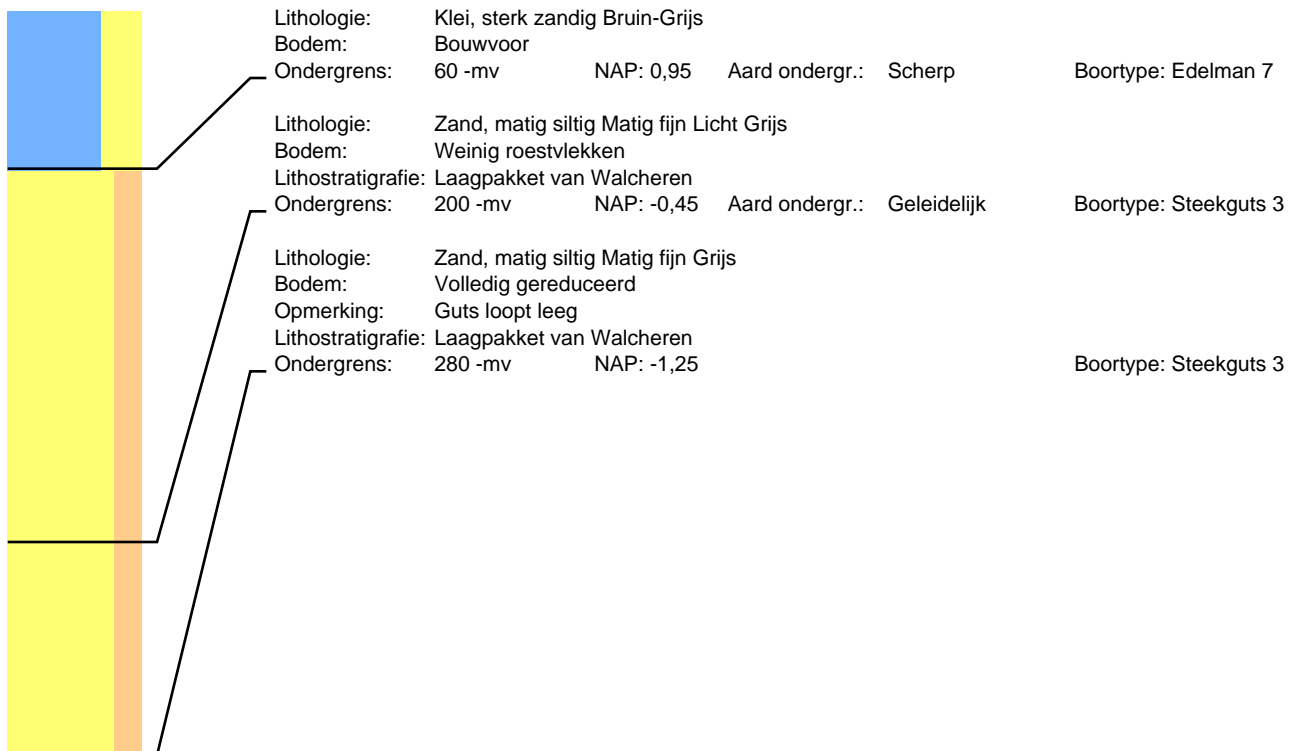 Lithologie: Klei, sterk zandig Bruin-Grijs
Bodem: Bouwvoor
Ondergrens: 60 -mv NAP: 0,95 Aard ondergr.: Scherp Boortype: Edelman 7
Lithologie: Zand, matig siltig Matig fijn Licht Grijs
Bodem: Weinig roestvlekken
Lithostratigrafie: Laagpakket van Walcheren
Ondergrens: 200 -mv NAP: -0,45 Aard ondergr.: Geleidelijk Boortype: Steekguts 3
Lithologie: Zand, matig siltig Matig fijn Grijs
Bodem: Volledig gereduceerd
Opmerking: Guts loopt leeg
Lithostratigrafie: Laagpakket van Walcheren
Ondergrens: 280 -mv NAP: -1,25 Boortype: Steekguts 3